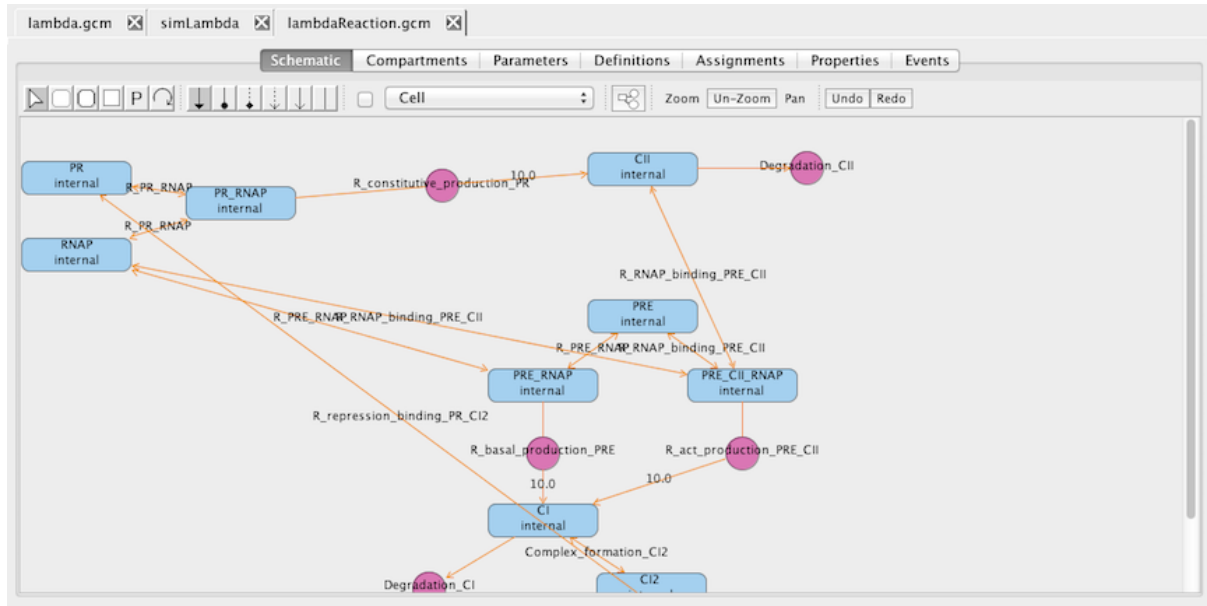 lambda.gcm simLambda lambdaReaction.gcm
Schematic Compartments Parameters Definitions Assignments Properties Events
P Cell Zoom Un-Zoom Pan Undo Redo
CII
internal
Degradation_CII
PR
internal
R_PR_RNAP
PR_RNAP
internal
R_constitutive_production_PR
10.0
R_PR_RNAP
RNAP
internal
R_RNAP_binding_PRE_CII
PRE
internal
R_PRE_RNAP
R_RNAP_binding_PRE_CII
R_PRE_RNAP
R_RNAP_binding_PRE_CII
PRE_RNAP
internal
PRE_CII_RNAP
internal
R_repression_binding_PR_CI2
R_basal_production_PRE
R_act_production_PRE_CII
10.0
10.0
CI
internal
Complex_formation_CI2
Degradation_CI
CI2